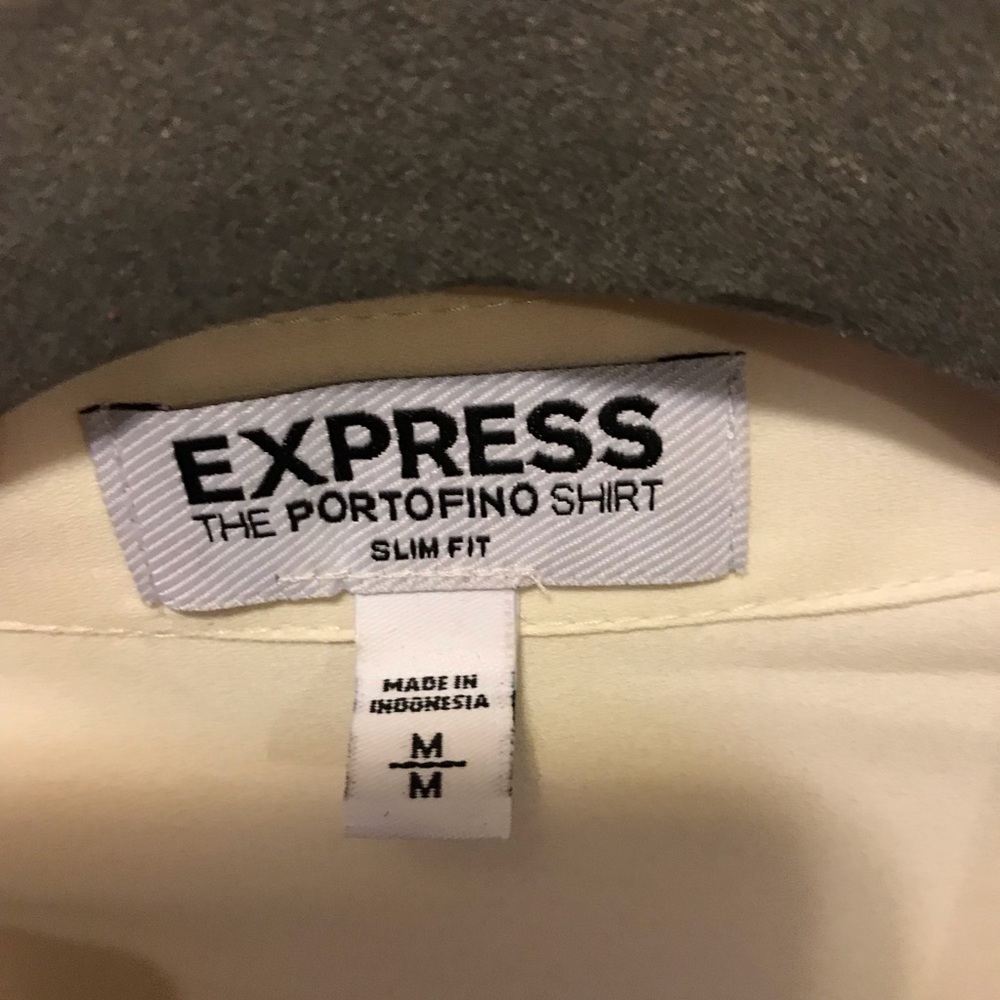 EXPRESS
THE PORTOFINO SHIRT
SLIM FIT
MADE IN
INDONESIA
M
M